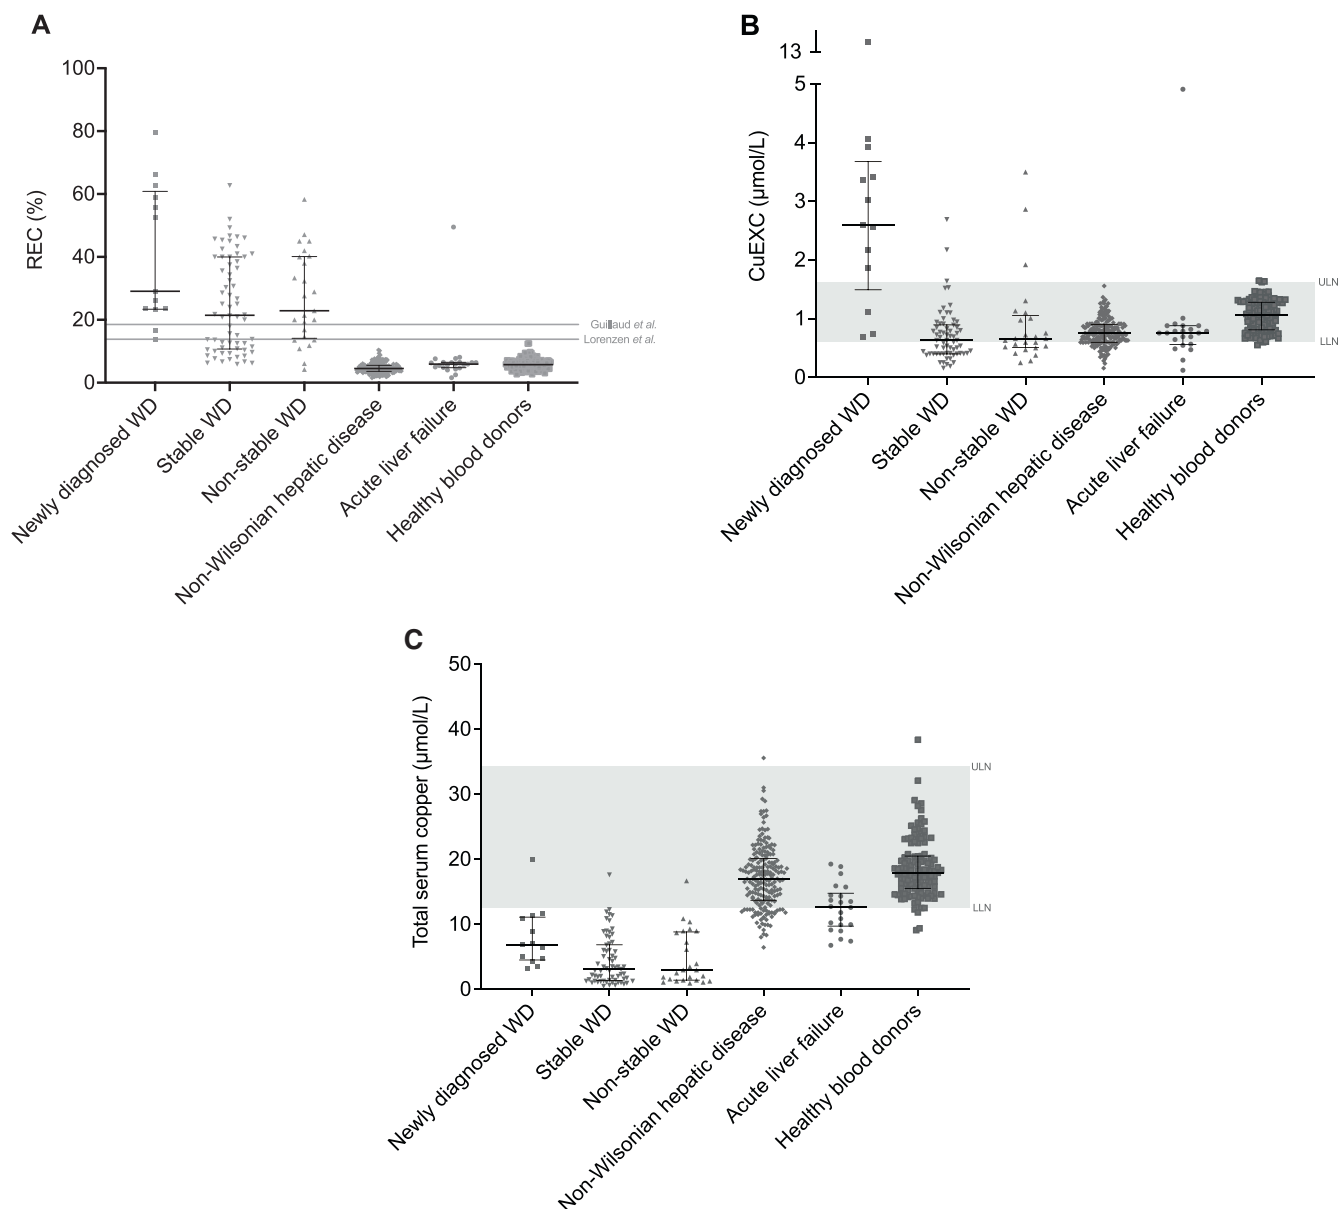 A
REC (%)
100
80
60
40
20
0
Guillaud et al.
Lorenzen et al.
Newly diagnosed WD
Stable WD
Non-stable WD
Non-Wilsonian hepatic disease
Acute liver failure
Healthy blood donors
B
CuEXC (µmol/L)
13
5
4
3
2
1
0
ULN
LLN
Newly diagnosed WD
Stable WD
Non-stable WD
Non-Wilsonian hepatic disease
Acute liver failure
Healthy blood donors
C
Total serum copper (µmol/L)
50
40
30
20
10
0
ULN
LLN
Newly diagnosed WD
Stable WD
Non-stable WD
Non-Wilsonian hepatic disease
Acute liver failure
Healthy blood donors